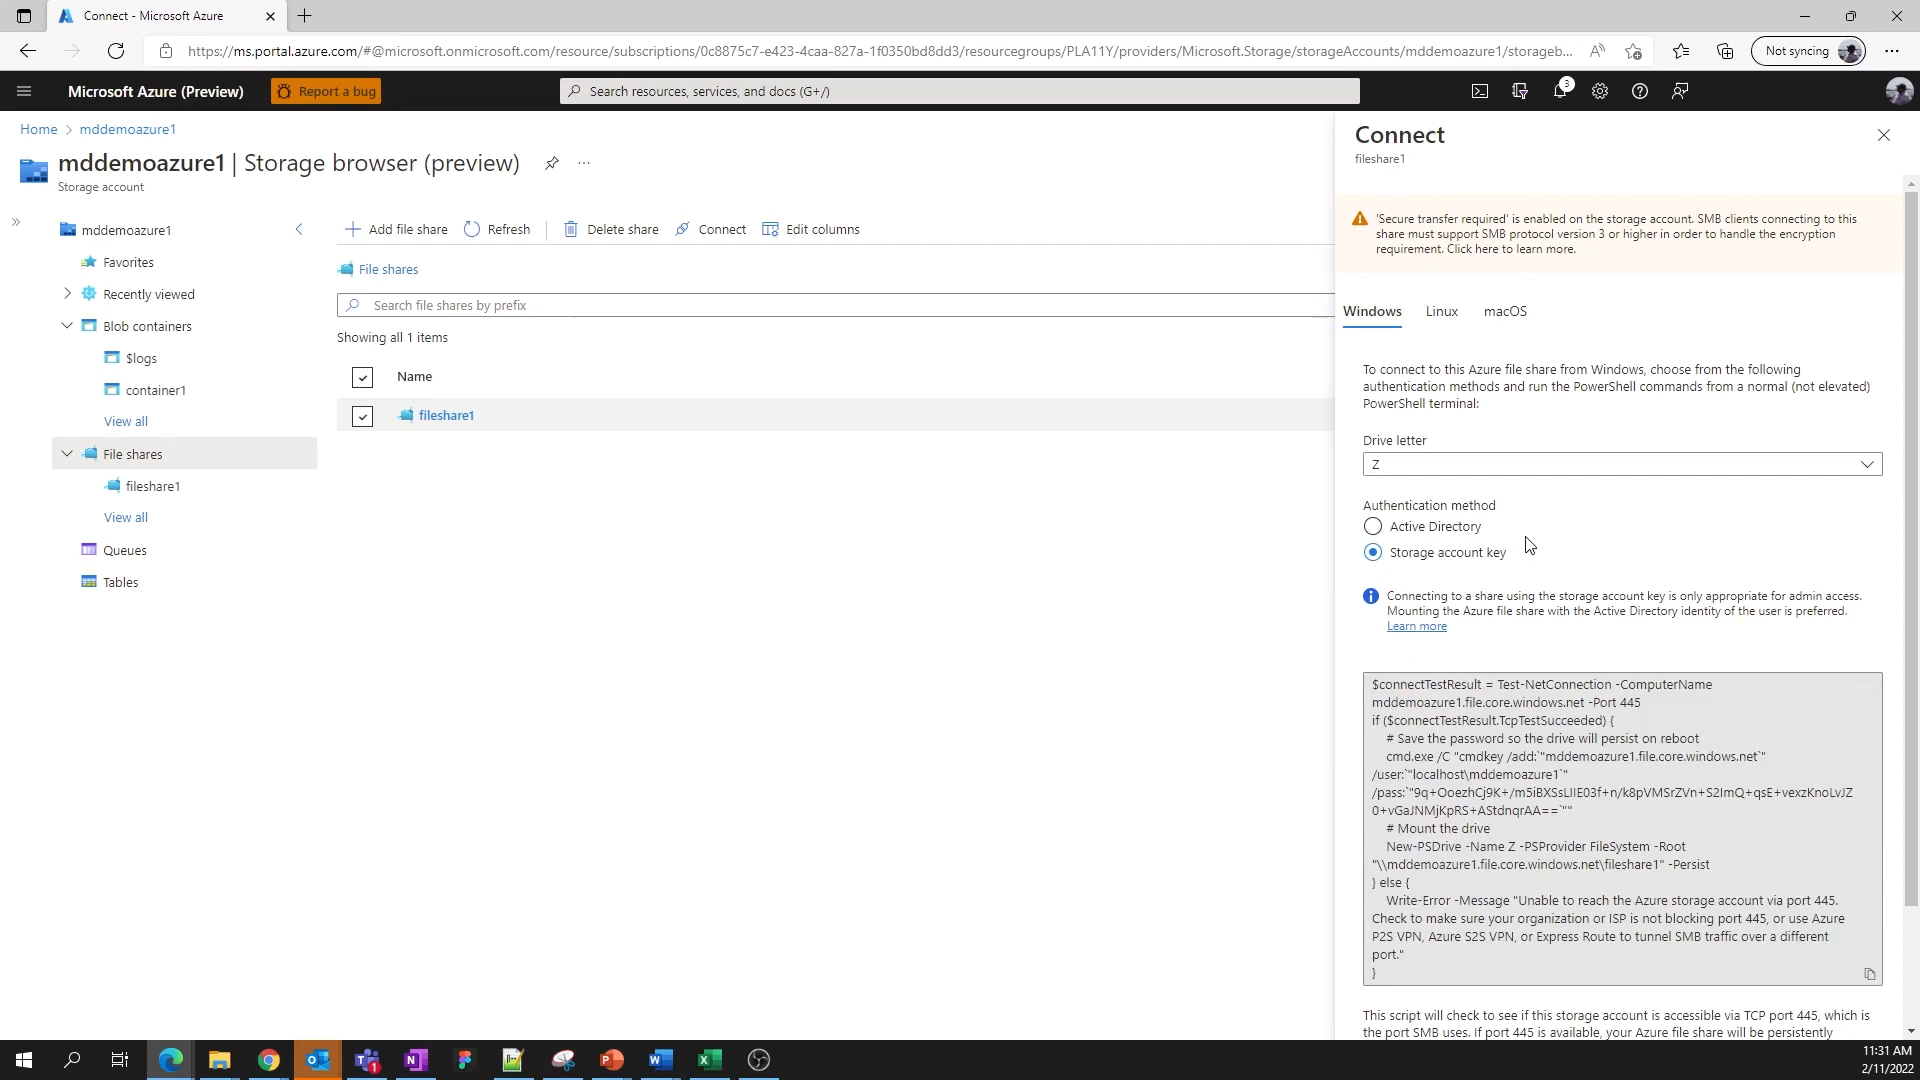 Connect - Microsoft Azure
https://ms.portal.azure.com/#@microsoft.onmicrosoft.com/resource/subscriptions/0c8875c7-e423-4caa-827a-1f0350bd8dd3/resourcegroups/PLA11Y/providers/Microsoft.Storage/storageAccounts/mddemoazure1/storageb...
Not syncing
Microsoft Azure (Preview)
Report a bug
Search resources, services, and docs (G+/)
3
Home > mddemoazure1
mddemoazure1 | Storage browser (preview)
Storage account
mddemoazure1
Favorites
Recently viewed
Blob containers
$logs
container1
View all
File shares
fileshare1
View all
Queues
Tables
Add file share
Refresh
Delete share
Connect
Edit columns
File shares
Search file shares by prefix
Showing all 1 items
Name
fileshare1
Connect
fileshare1
'Secure transfer required' is enabled on the storage account. SMB clients connecting to this
share must support SMB protocol version 3 or higher in order to handle the encryption
requirement. Click here to learn more.
Windows
Linux
macOS
To connect to this Azure file share from Windows, choose from the following
authentication methods and run the PowerShell commands from a normal (not elevated)
PowerShell terminal:
Drive letter
Z
Authentication method
Active Directory
Storage account key
Connecting to a share using the storage account key is only appropriate for admin access.
Mounting the Azure file share with the Active Directory identity of the user is preferred.
Learn more
$connectTestResult = Test-NetConnection -ComputerName
mddemoazure1.file.core.windows.net -Port 445
if ($connectTestResult.TcpTestSucceeded) {
# Save the password so the drive will persist on reboot
cmd.exe /C "cmdkey /add:`"mddemoazure1.file.core.windows.net`"
/user:`"localhost\mddemoazure1`"
/pass:`"
# Mount the drive
New-PSDrive -Name Z -PSProvider FileSystem -Root
"\\mddemoazure1.file.core.windows.net\fileshare1" -Persist
} else {
Write-Error -Message "Unable to reach the Azure storage account via port 445.
Check to make sure your organization or ISP is not blocking port 445, or use Azure
P2S VPN, Azure S2S VPN, or Express Route to tunnel SMB traffic over a different
port."
}
This script will check to see if this storage account is accessible via TCP port 445, which is
the port SMB uses. If port 445 is available, your Azure file share will be persistently
1
11:31 AM
2/11/2022